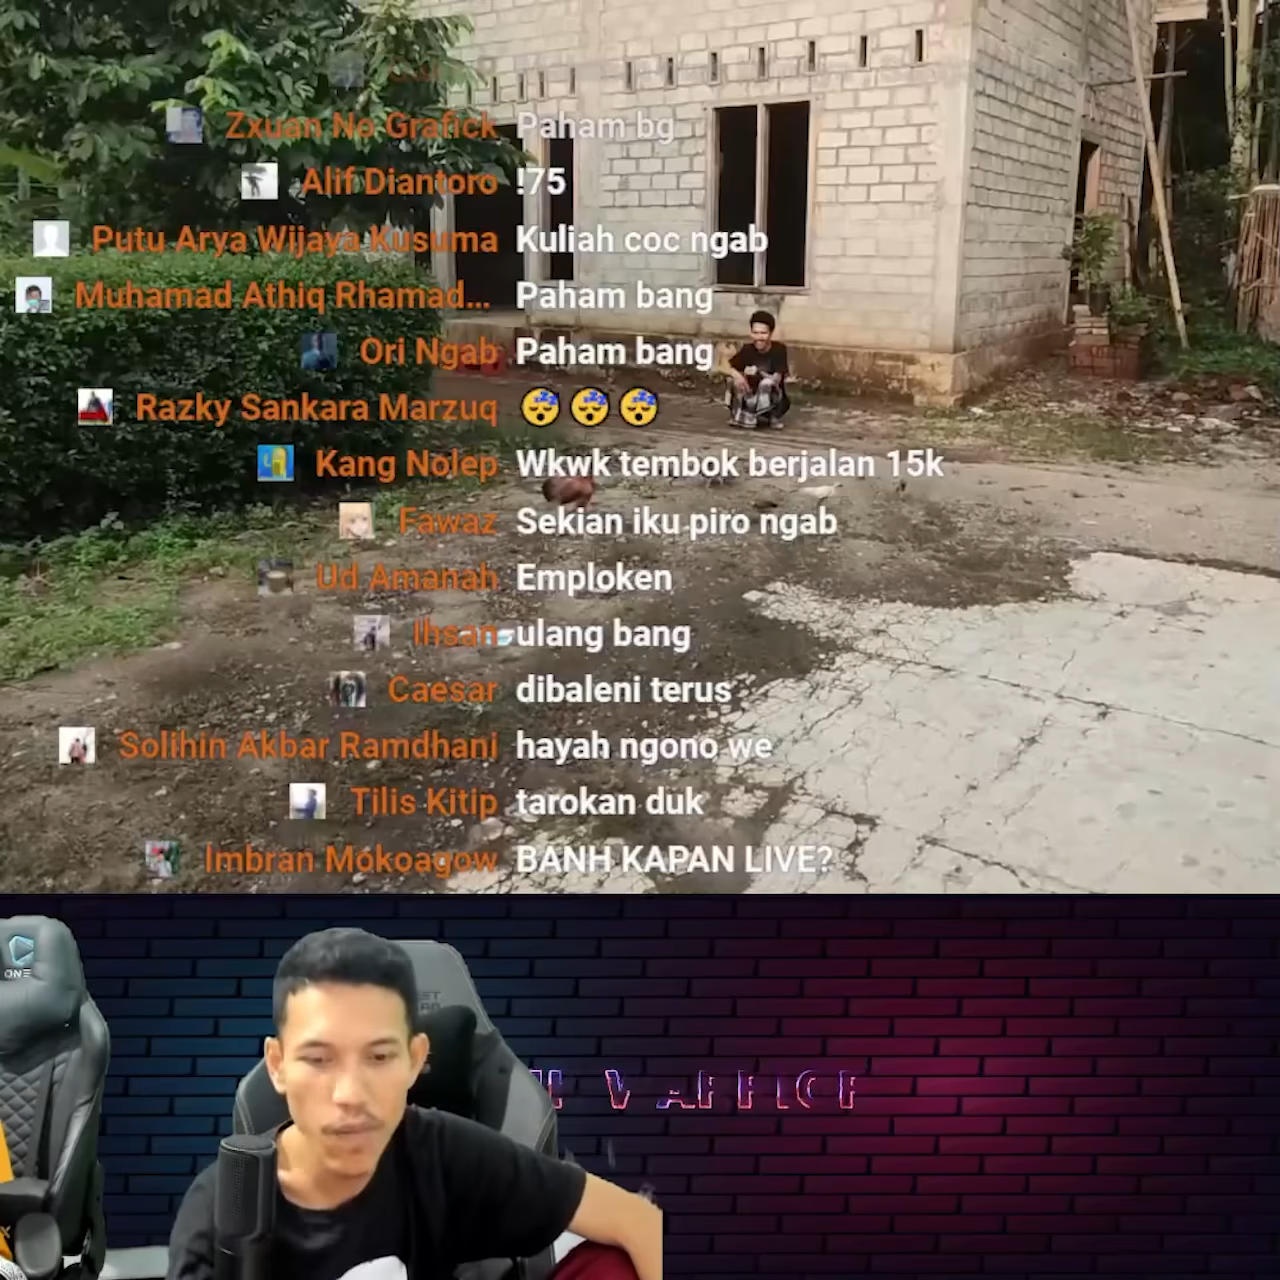 Zxuan No Grafick Paham bg
Alif Diantoro !75
Putu Arya Wijaya Kusuma Kuliah coc ngab
Muhamad Athiq Rhamad... Paham bang
Ori Ngab Paham bang
Razky Sankara Marzuq 😴 😴 😴
Kang Nolep Wkwk tembok berjalan 15k
Fawaz Sekian iku piro ngab
Ud Amanah Emploken
Ihsan ulang bang
Caesar dibaleni terus
Solihin Akbar Ramdhani hayah ngono we
Tilis Kitip tarokan duk
Imbran Mokoagow BANH KAPAN LIVE?
ONE